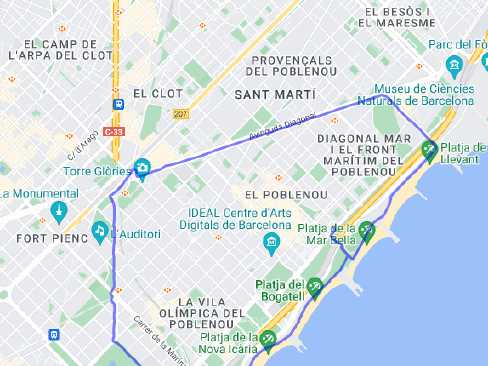 EL BESÒS I
EL MARESME
EL CAMP DE
L'ARPA DEL CLOT
Parc del Fò
PROVENÇALS
DEL POBLENOU
Museu de Ciències
Naturals de Barcelona
EL CLOT
SANT MARTÍ
C-33
207
Avinguda Diagonal
C/ d'Aragó
DIAGONAL MAR
I EL FRONT
MARÍTIM DEL
POBLENOU
Platja de
Llevant
Torre Glòries
La Monumental
EL POBLENOU
FORT PIENC
L'Auditori
IDEAL Centre d'Arts
Digitals de Barcelona
Platja de la
Mar Bella
Platja del
Bogatell
LA VILA
OLÍMPICA DEL
POBLENOU
Carrer de la Marina
Platja de la
Nova Icària